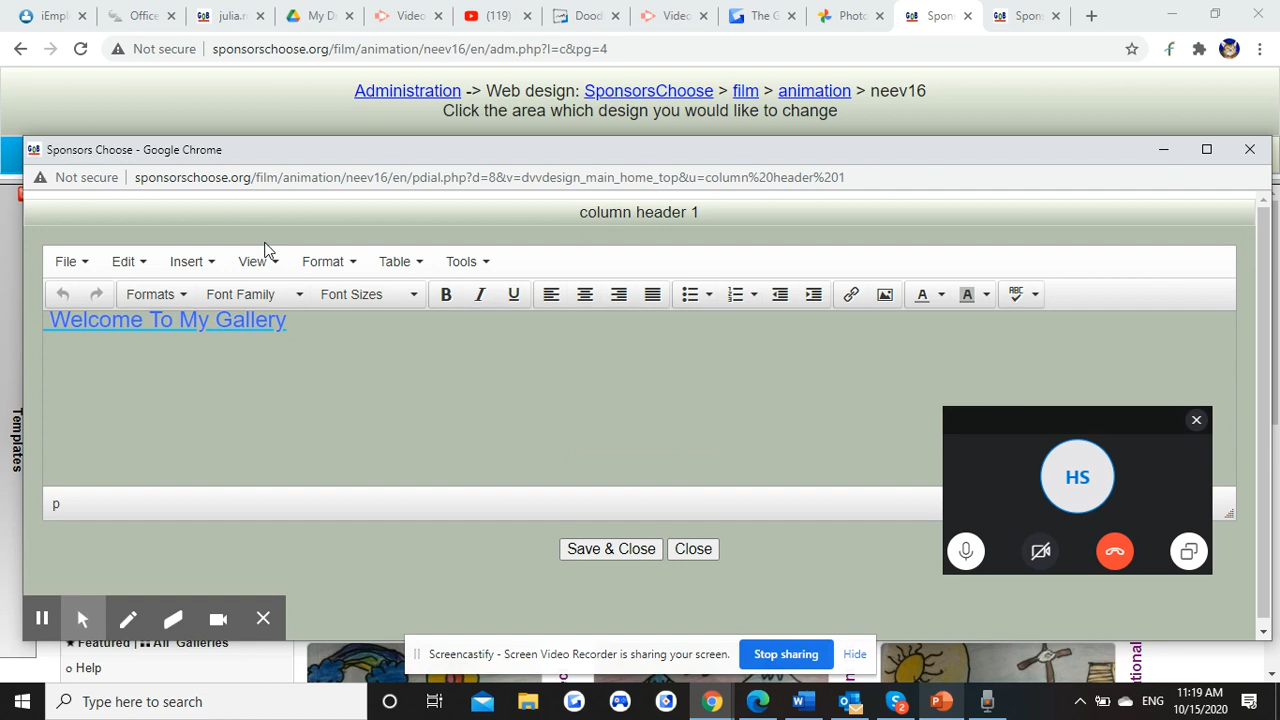 iEmpl
Office
julia.r
My D
Video
(119)
Dood
Video
The G
Photo
Spons
Spons
Not secure sponsorschoose.org/film/animation/neev16/en/adm.php?l=c&pg=4
Administration -> Web design: SponsorsChoose > film > animation > neev16
Click the area which design you would like to change
Sponsors Choose - Google Chrome
Not secure sponsorschoose.org/film/animation/neev16/en/pdial.php?d=8&v=dvvdesign_main_home_top&u=column%20header%201
column header 1
File Edit Insert View Format Table Tools
Formats Font Family Font Sizes B I U A A ABC
Welcome To My Gallery
Templates
HS
p
Save & Close Close
Featured | All Galleries
Help
Screencastify - Screen Video Recorder is sharing your screen. Stop sharing Hide
Type here to search
ENG
11:19 AM
10/15/2020